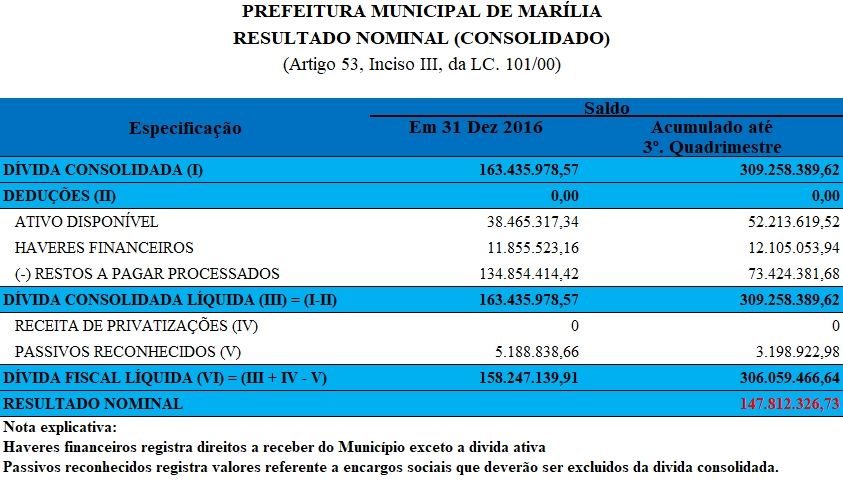 PREFEITURA MUNICIPAL DE MARÍLIA
RESULTADO NOMINAL (CONSOLIDADO)
(Artigo 53, Inciso III, da LC. 101/00)
Especificação Saldo
Em 31 Dez 2016 Acumulado até 3º. Quadrimestre
DÍVIDA CONSOLIDADA (I) 163.435.978,57 309.258.389,62
DEDUÇÕES (II) 0,00 0,00
ATIVO DISPONÍVEL 38.465.317,34 52.213.619,52
HAVERES FINANCEIROS 11.855.523,16 12.105.053,94
(-) RESTOS A PAGAR PROCESSADOS 134.854.414,42 73.424.381,68
DÍVIDA CONSOLIDADA LÍQUIDA (III) = (I-II) 163.435.978,57 309.258.389,62
RECEITA DE PRIVATIZAÇÕES (IV) 0 0
PASSIVOS RECONHECIDOS (V) 5.188.838,66 3.198.922,98
DÍVIDA FISCAL LÍQUIDA (VI) = (III + IV - V) 158.247.139,91 306.059.466,64
RESULTADO NOMINAL 147.812.326,73
Nota explicativa:
Haveres financeiros registra direitos a receber do Município exceto a divida ativa
Passivos reconhecidos registra valores referente a encargos sociais que deverão ser excluidos da divida consolidada.